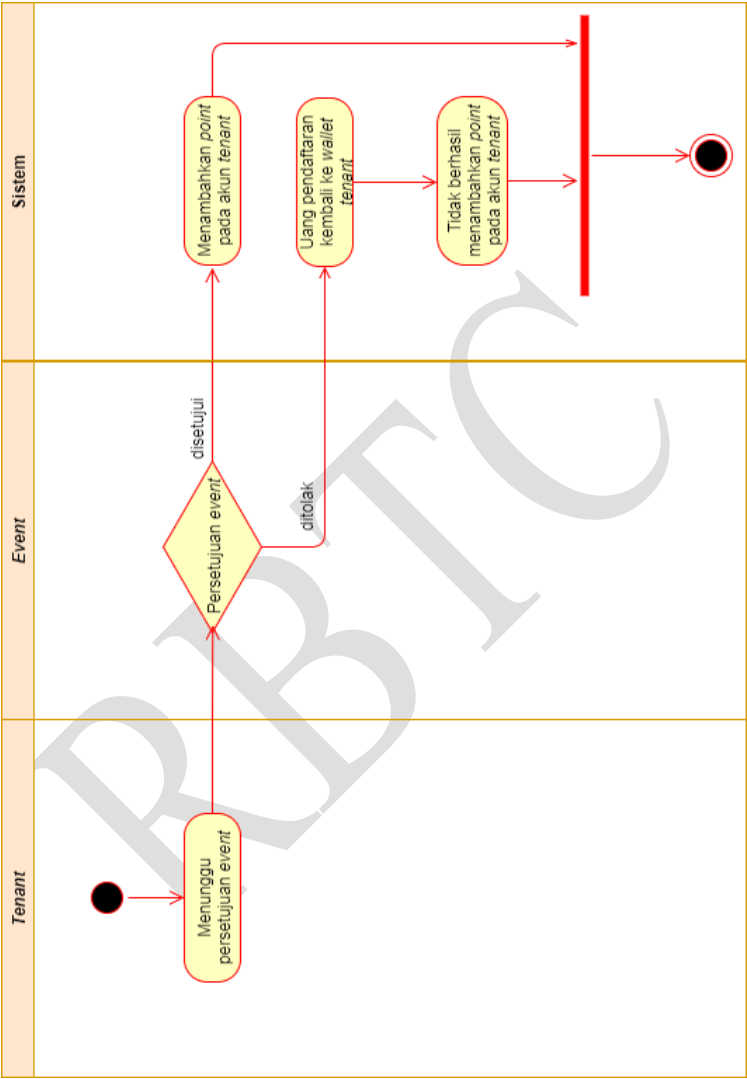 Tenant
Event
Sistem
Menunggu
persetujuan event
Persetujuan event
disetujui
ditolak
Menambahkan point
pada akun tenant
Uang pendaftaran
kembali ke wallet
tenant
Tidak berhasil
menambahkan point
pada akun tenant
RBTC